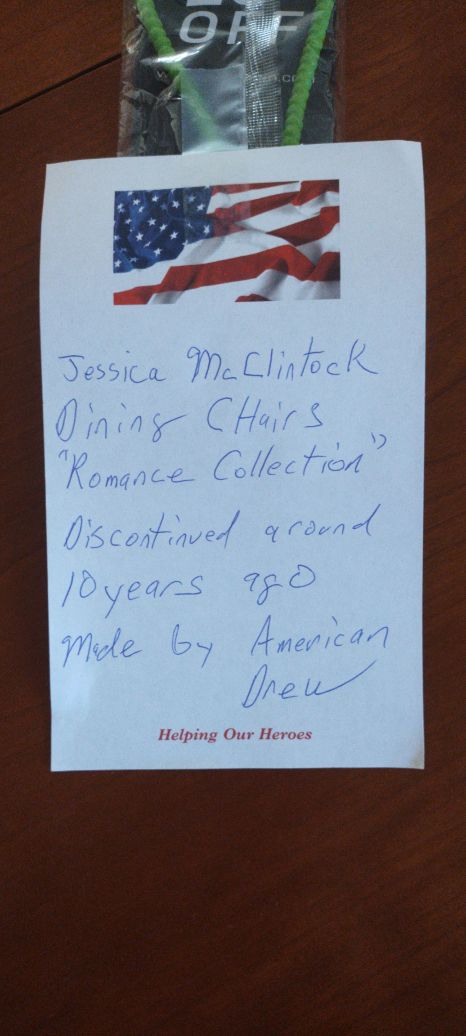 OFF
Jessica McClintock
Dining CHairs
"Romance Collection"
Discontinued around
10 years ago
Made by American
Drew
Helping Our Heroes